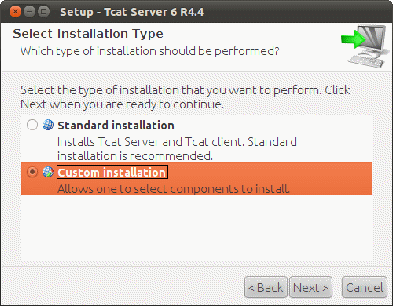 Setup - Tcat Server 6 R4.4
Select Installation Type
Which type of installation should be performed?
Select the type of installation that you want to perform. Click
Next when you are ready to continue.
Standard installation
Installs Tcat Server and Tcat client. Standard
installation is recommended.
Custom installation
Allows one to select components to install.
< Back Next > Cancel